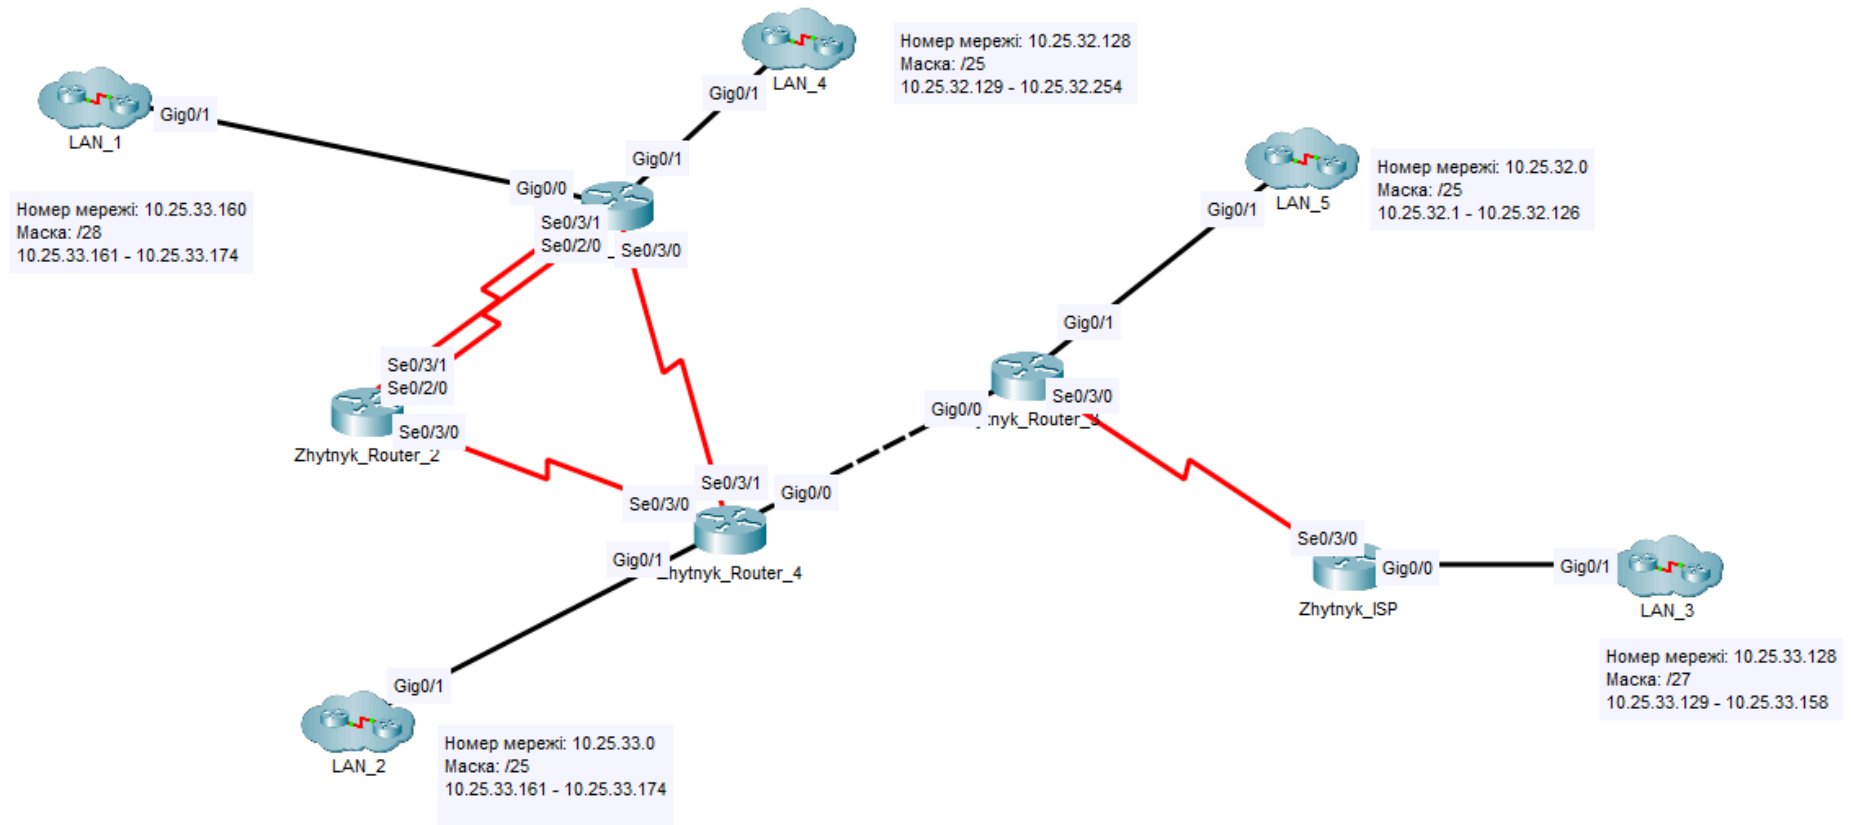 LAN_4
Номер мережі: 10.25.32.128
Маска: /25
10.25.32.129 - 10.25.32.254
Gig0/1
LAN_1
Gig0/1
Gig0/1
Gig0/0
Номер мережі: 10.25.33.160
Маска: /28
10.25.33.161 - 10.25.33.174
Se0/3/1
Se0/2/0
Se0/3/0
LAN_5
Номер мережі: 10.25.32.0
Маска: /25
10.25.32.1 - 10.25.32.126
Gig0/1
Gig0/1
Se0/3/1
Se0/2/0
Se0/3/0
Zhytnyk_Router_2
Gig0/0
Se0/3/0
tnyk_Router_3
Se0/3/1
Se0/3/0
Gig0/0
Gig0/1
hytnyk_Router_4
Se0/3/0
Gig0/0
Gig0/1
Zhytnyk_ISP
LAN_3
Номер мережі: 10.25.33.128
Маска: /27
10.25.33.129 - 10.25.33.158
Gig0/1
LAN_2
Номер мережі: 10.25.33.0
Маска: /25
10.25.33.161 - 10.25.33.174